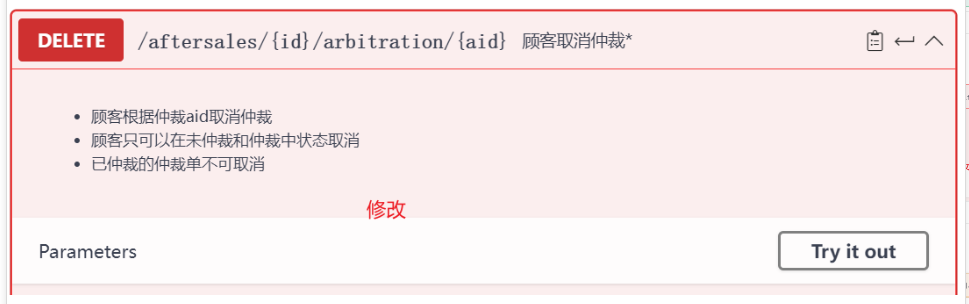 DELETE /aftersales/{id}/arbitration/{aid} 顾客取消仲裁*
顾客根据仲裁aid取消仲裁
顾客只可以在未仲裁和仲裁中状态取消
已仲裁的仲裁单不可取消
修改
Parameters Try it out